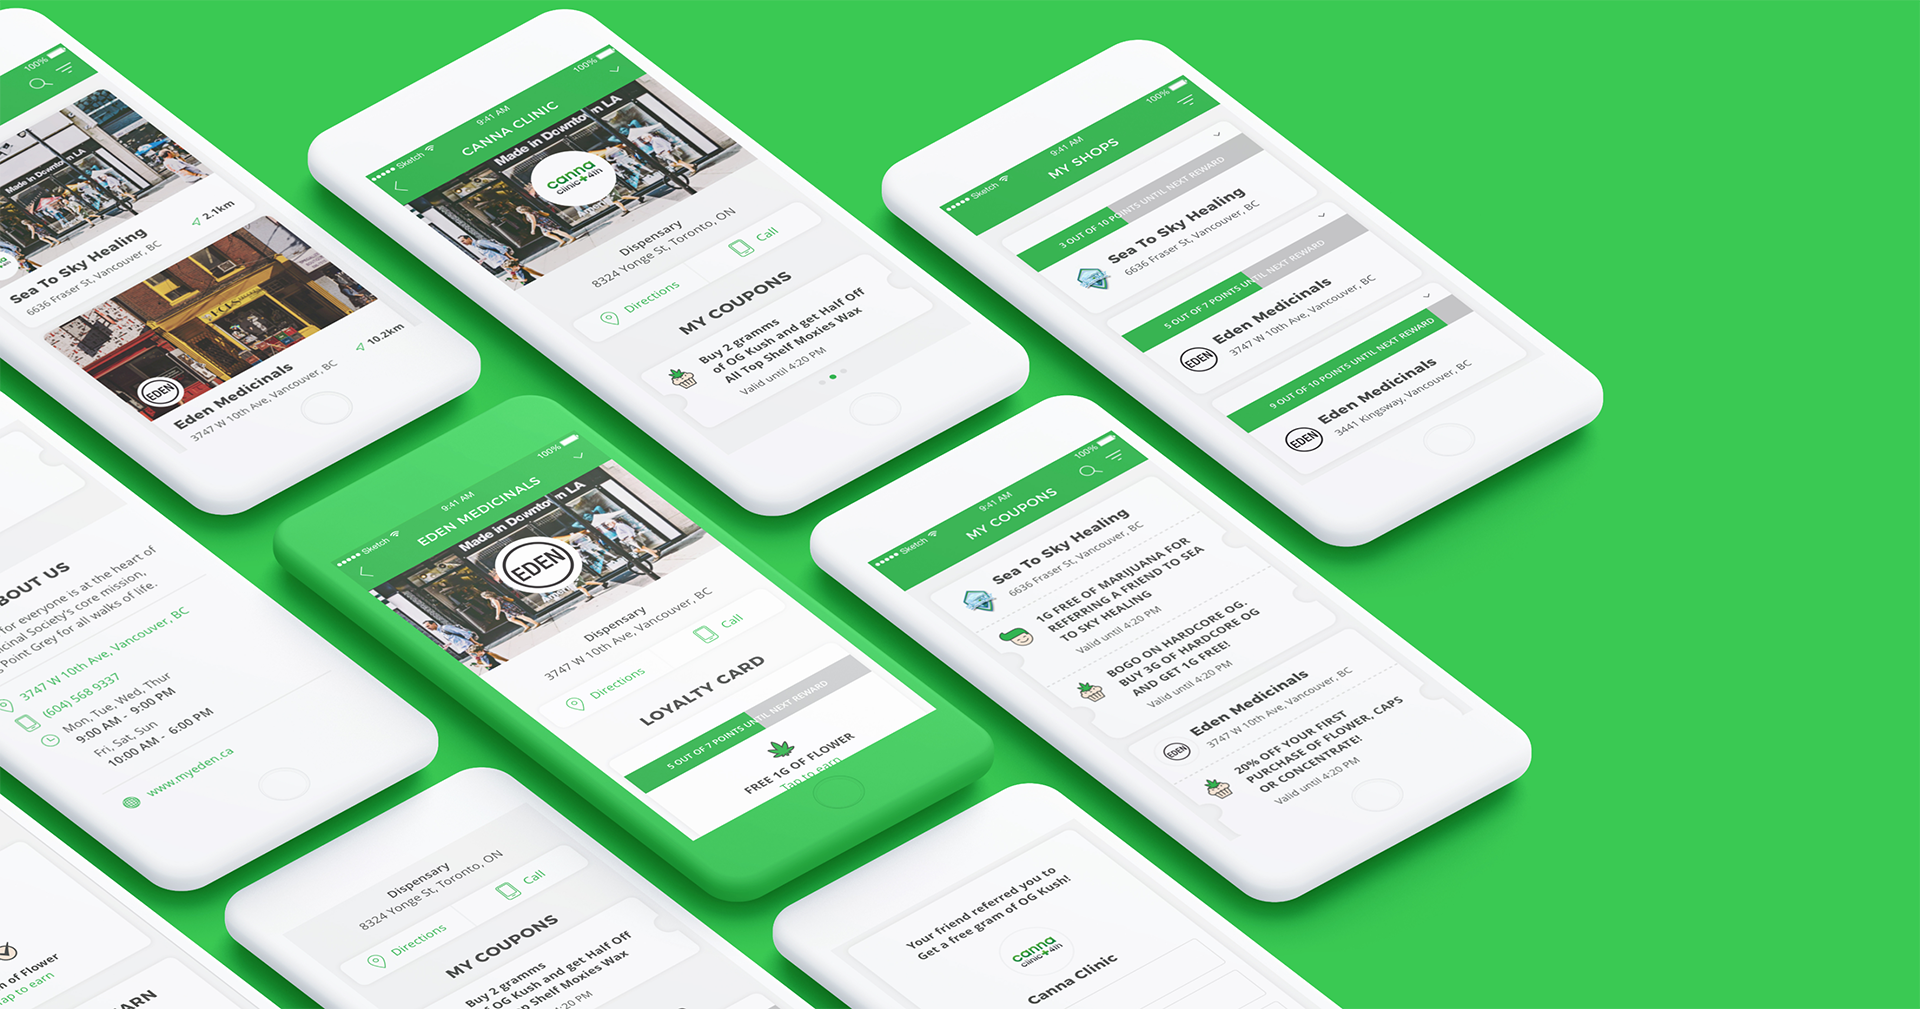 100%
Made in Downtown LA
Sea To Sky Healing
6636 Fraser St, Vancouver, BC
2.1km
EDEN
Eden Medicinals
3747 W 10th Ave, Vancouver, BC
10.2km
Sketch
9:41 AM
100%
CANNA CLINIC
Made in Downtown LA
canna
clinic
Dispensary
8324 Yonge St, Toronto, ON
Directions
Call
MY COUPONS
Buy 2 gramms
of OG Kush and get Half Off
All Top Shelf Moxies Wax
Valid until 4:20 PM
Sketch
9:41 AM
100%
MY SHOPS
3 OUT OF 10 POINTS UNTIL NEXT REWARD
Sea To Sky Healing
6636 Fraser St, Vancouver, BC
5 OUT OF 7 POINTS UNTIL NEXT REWARD
EDEN
Eden Medicinals
3747 W 10th Ave, Vancouver, BC
9 OUT OF 10 POINTS UNTIL NEXT REWARD
EDEN
Eden Medicinals
3441 Kingsway, Vancouver, BC
BOUT US
for everyone is at the heart of
icinal Society's core mission,
Point Grey for all walks of life.
3747 W 10th Ave, Vancouver, BC
(604) 568 9337
Mon, Tue, Wed, Thur
9:00 AM - 9:00 PM
Fri, Sat, Sun
10:00 AM - 6:00 PM
www.myeden.ca
Sketch
9:41 AM
100%
EDEN MEDICINALS
Made in Downtown LA
EDEN
Dispensary
3747 W 10th Ave, Vancouver, BC
Directions
Call
LOYALTY CARD
5 OUT OF 7 POINTS UNTIL NEXT REWARD
FREE 1G OF FLOWER
Tap to earn
Sketch
9:41 AM
100%
MY COUPONS
Sea To Sky Healing
6636 Fraser St, Vancouver, BC
1G FREE OF MARIJUANA FOR
REFERRING A FRIEND TO SEA
TO SKY HEALING
Valid until 4:20 PM
BOGO ON HARDCORE OG.
BUY 3G OF HARDCORE OG
AND GET 1G FREE!
Valid until 4:20 PM
EDEN
Eden Medicinals
3747 W 10th Ave, Vancouver, BC
20% OFF YOUR FIRST
PURCHASE OF FLOWER, CAPS
OR CONCENTRATE!
Valid until 4:20 PM
of Flower
ap to earn
ARN
Dispensary
8324 Yonge St, Toronto, ON
Directions
Call
MY COUPONS
Buy 2 gramms
of OG Kush and get Half Off
op Shelf Moxies Wax
4:20 PM
Your friend referred you to
Get a free gram of OG Kush!
canna
clinic
Canna Clinic